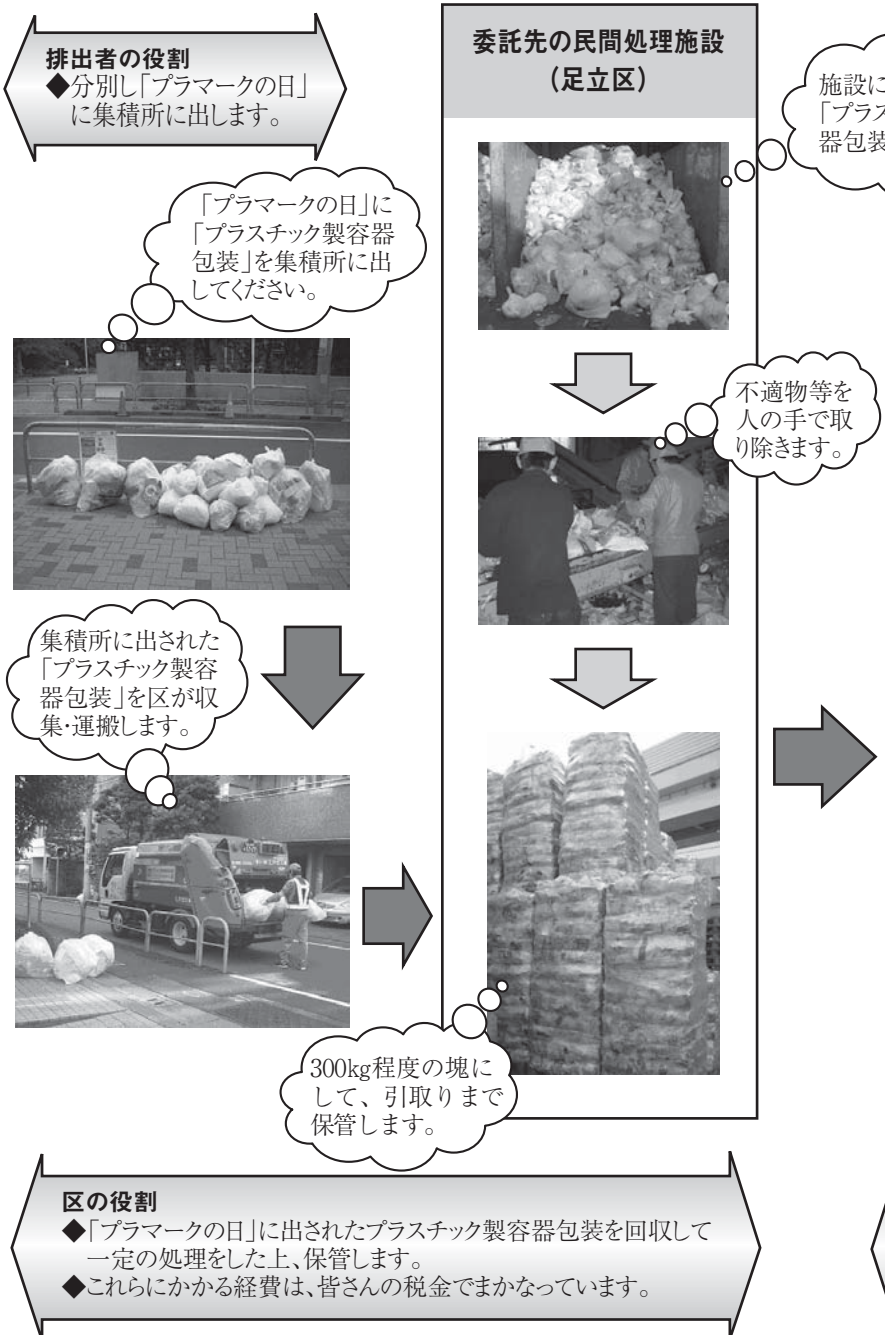 排出者の役割
◆分別し「プラマークの日」
に集積所に出します。
「プラマークの日」に
「プラスチック製容器
包装」を集積所に出
してください。
集積所に出された
「プラスチック製容
器包装」を区が収
集・運搬します。
委託先の民間処理施設
（足立区）
施設に
「プラス
器包装
不適物等を
人の手で取
り除きます。
300kg程度の塊に
して、引取りまで
保管します。
区の役割
◆「プラマークの日」に出されたプラスチック製容器包装を回収して
一定の処理をした上、保管します。
◆これらにかかる経費は、皆さんの税金でまかなっています。